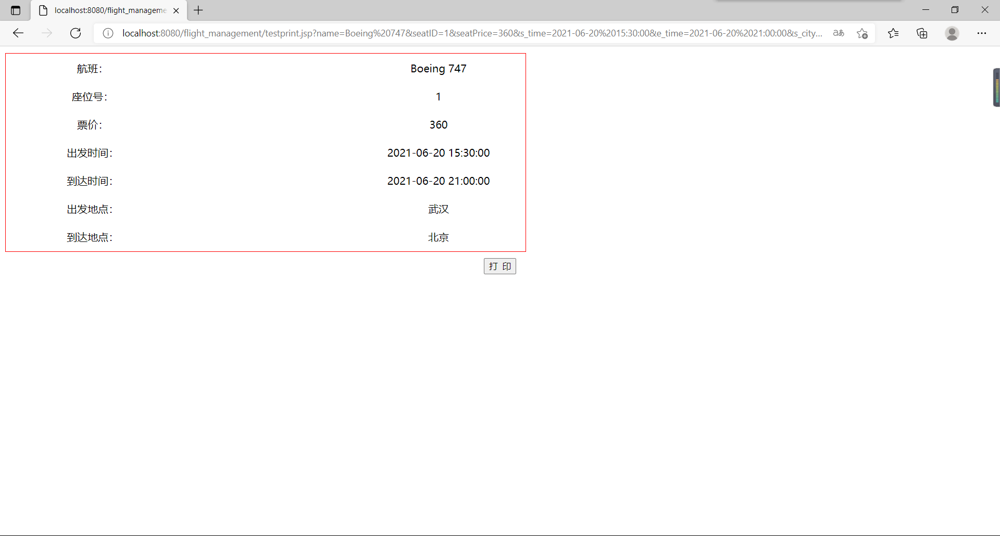 localhost:8080/flight_manageme
localhost:8080/flight_management/testprint.jsp?name=Boeing%20747&seatID=1&seatPrice=360&s_time=2021-06-20%2015:30:00&e_time=2021-06-20%2021:00:00&s_city... aあ
航班： Boeing 747
座位号： 1
票价： 360
出发时间： 2021-06-20 15:30:00
到达时间： 2021-06-20 21:00:00
出发地点： 武汉
到达地点： 北京
打 印